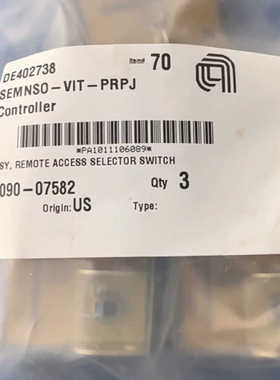 DE402738
Item 70
SEMNSO-VIT-PRPJ
Controller
*PA1011106089*
SY, REMOTE ACCESS SELECTOR SWITCH
090-07582 Qty 3
Origin: US Type: